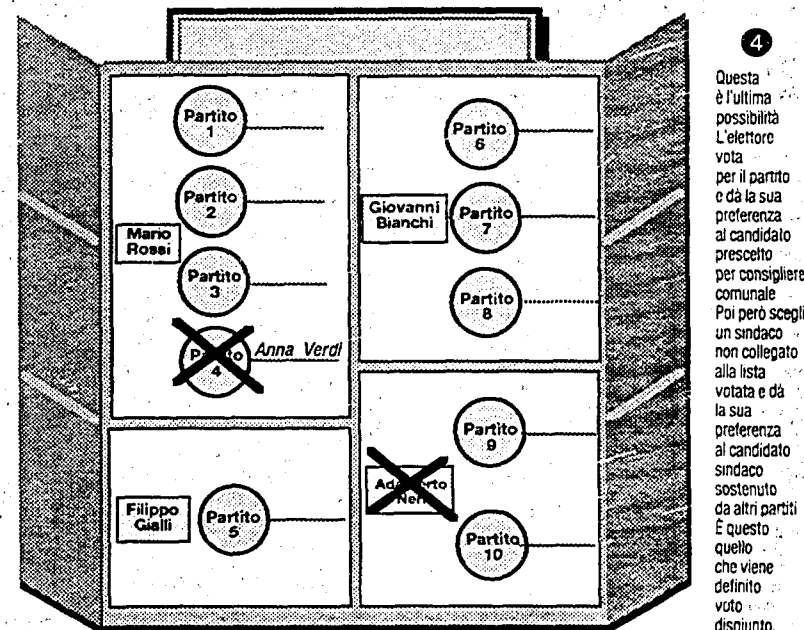 Partito
1
Partito
2
Mario
Rossi
Partito
3
4
Anna Verdi
Filippo
Gialli
Partito
5
Partito
6
Giovanni
Bianchi
Partito
7
Partito
8
Partito
9
Neri
Partito
10
4
Questa
è l'ultima
possibilità
L'elettore
vota
per il partito
e dà la sua
preferenza
al candidato
prescelto
per consigliere
comunale
Poi però scegli
un sindaco
non collegato
alla lista
votata e dà
la sua
preferenza
al candidato
sindaco
sostenuto
da altri partiti
È questo
quello
che viene
definito
voto
disgiunto.